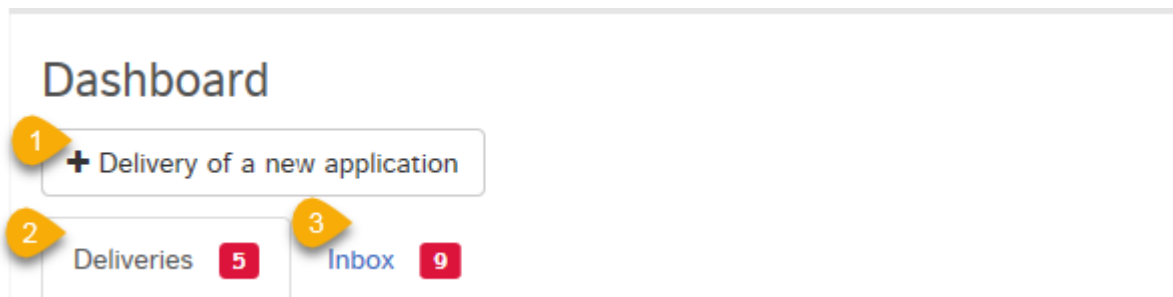 Dashboard
1
+ Delivery of a new application
2 3
Deliveries 5 Inbox 9